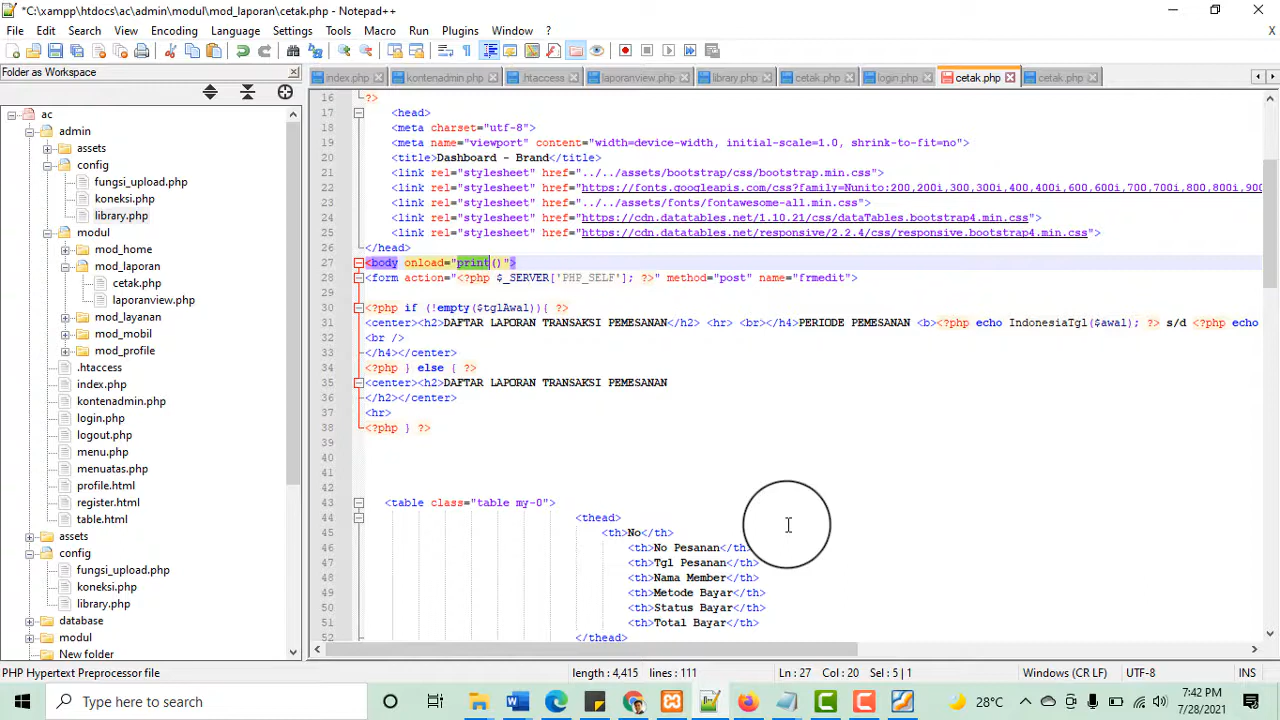 *C:\xampp\htdocs\ac\admin\modul\mod_laporan\cetak.php - Notepad++
File Edit Search View Encoding Language Settings Tools Macro Run Plugins Window ?
X
Folder as Workspace
index.php kontenadmin.php .htaccess laporanview.php library.php cetak.php login.php cetak.php cetak.php
ac
admin
assets
config
fungsi_upload.php
koneksi.php
library.php
modul
mod_home
mod_laporan
cetak.php
laporanview.php
mod_layanan
mod_mobil
mod_profile
.htaccess
index.php
kontenadmin.php
login.php
logout.php
menu.php
menuatas.php
profile.html
register.html
table.html
assets
config
fungsi_upload.php
koneksi.php
library.php
database
modul
New folder
16 ?>
17 <head>
18 <meta charset="utf-8">
19 <meta name="viewport" content="width=device-width, initial-scale=1.0, shrink-to-fit=no">
20 <title>Dashboard - Brand</title>
21 <link rel="stylesheet" href="../../assets/bootstrap/css/bootstrap.min.css">
22 <link rel="stylesheet" href="https://fonts.googleapis.com/css?family=Nunito:200,200i,300,300i,400,400i,600,600i,700,700i,800,800i,900
23 <link rel="stylesheet" href="../../assets/fonts/fontawesome-all.min.css">
24 <link rel="stylesheet" href="https://cdn.datatables.net/1.10.21/css/dataTables.bootstrap4.min.css">
25 <link rel="stylesheet" href="https://cdn.datatables.net/responsive/2.2.4/css/responsive.bootstrap4.min.css">
26 </head>
27 <body onload="print()">
28 <form action="<?php $_SERVER['PHP_SELF']; ?>" method="post" name="frmedit">
29
30 <?php if (!empty($tglAwal)){ ?>
31 <center><h2>DAFTAR LAPORAN TRANSAKSI PEMESANAN</h2> <hr> <br></h4>PERIODE PEMESANAN <b><?php echo IndonesiaTgl($awal); ?> s/d <?php echo
32 <br />
33 </h4></center>
34 <?php } else { ?>
35 <center><h2>DAFTAR LAPORAN TRANSAKSI PEMESANAN
36 </h2></center>
37 <hr>
38 <?php } ?>
39
40
41
42
43 <table class="table my-0">
44 <thead>
45 <th>No</th>
46 <th>No Pesanan</th>
47 <th>Tgl Pesanan</th>
48 <th>Nama Member</th>
49 <th>Metode Bayar</th>
50 <th>Status Bayar</th>
51 <th>Total Bayar</th>
52 </thead>
PHP Hypertext Preprocessor file length : 4,415 lines : 111 Ln : 27 Col : 20 Sel : 5 | 1 Windows (CR LF) UTF-8 INS
Type here to search
28°C
7:42 PM
7/28/2021